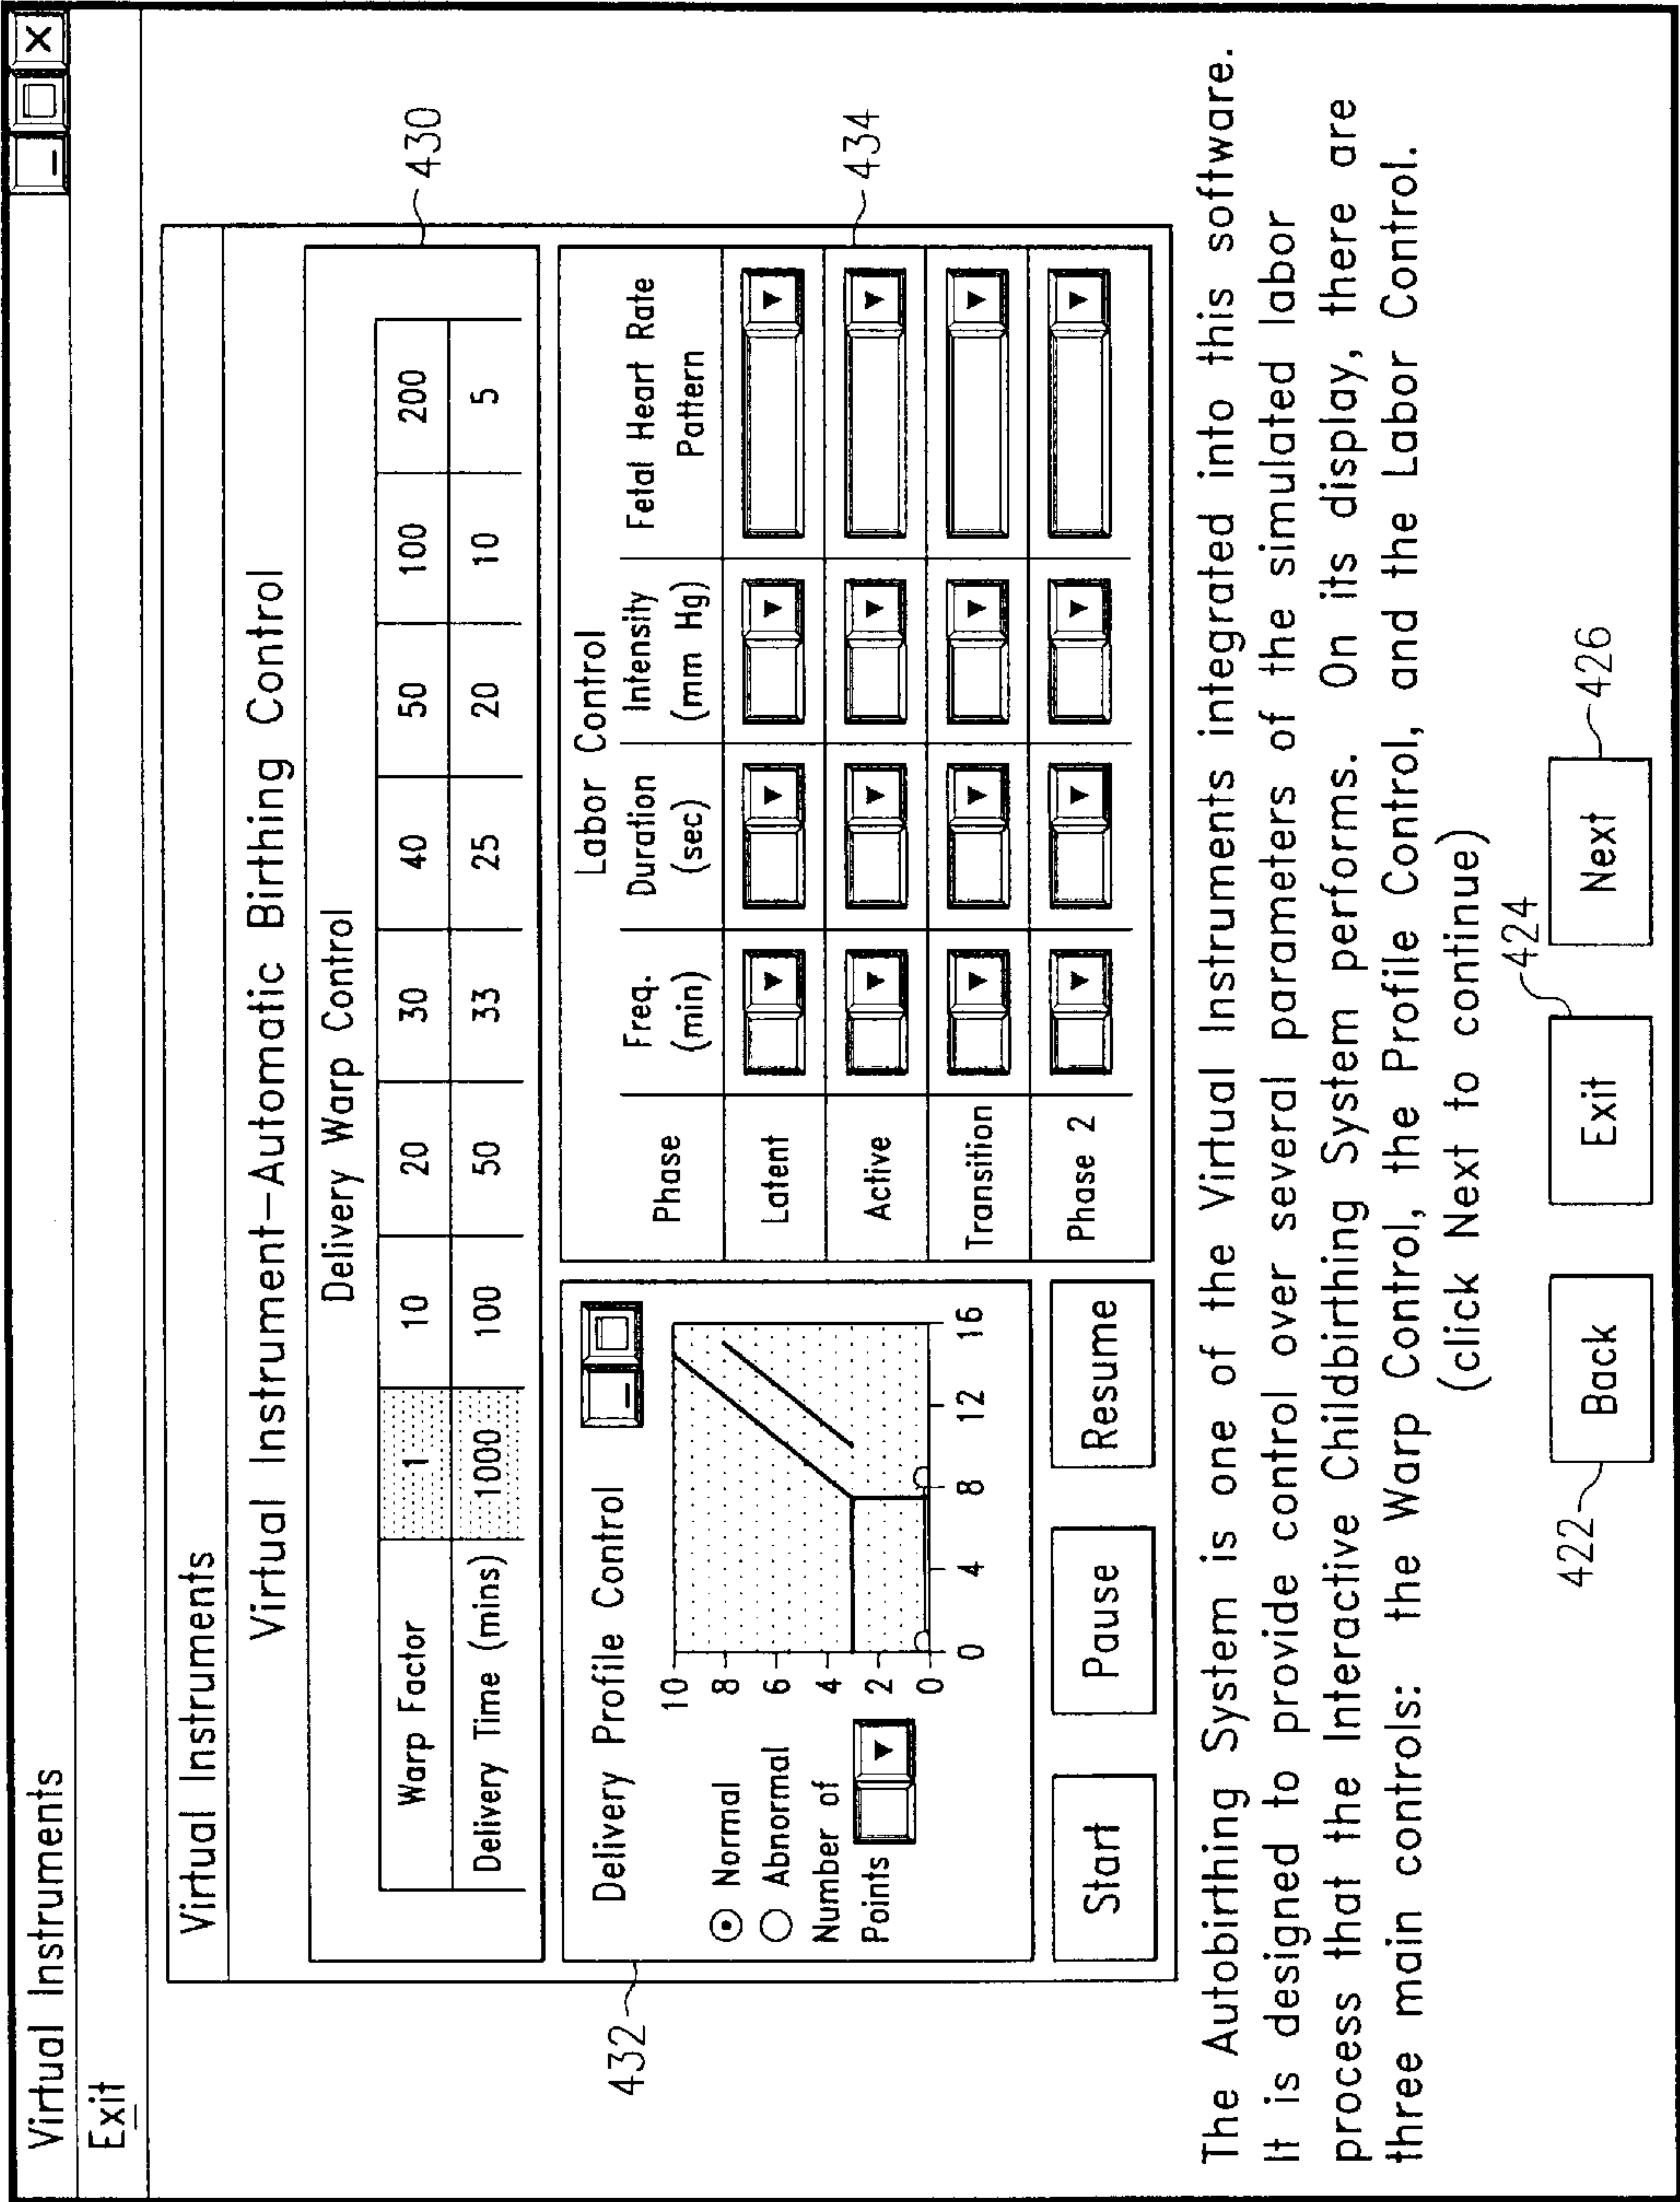 Virtual Instruments
Exit
Virtual Instruments
Virtual Instrument-Automatic Birthing Control
Delivery Warp Control
Warp Factor 1 10 20 30 40 50 100 200
Delivery Time (mins) 1000 100 50 33 25 20 10 5
430
Delivery Profile Control
Normal
Abnormal
Number of
Points
10
8
6
4
2
0
0 4 8 12 16
432
Labor Control
Phase Freq. (min) Duration (sec) Intensity (mm Hg) Fetal Heart Rate Pattern
Latent
Active
Transition
Phase 2
434
Start Pause Resume
The Autobirthing System is one of the Virtual Instruments integrated into this software.
It is designed to provide control over several parameters of the simulated labor
process that the Interactive Childbirthing System performs. On its display, there are
three main controls: the Warp Control, the Profile Control, and the Labor Control.
(click Next to continue)
422 424 426
Back Exit Next